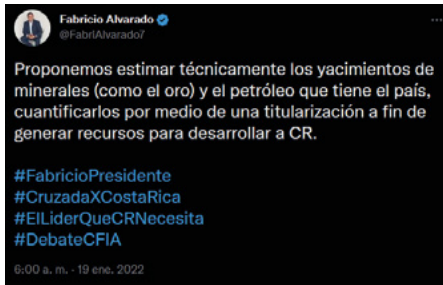 Fabricio Alvarado
@FabriAlvarado7
Proponemos estimar técnicamente los yacimientos de
minerales (como el oro) y el petróleo que tiene el país,
cuantificarlos por medio de una titularización a fin de
generar recursos para desarrollar a CR.
#FabricioPresidente
#CruzadaXCostaRica
#ElLiderQueCRNecesita
#DebateCFIA
6:00 a. m. · 19 ene. 2022